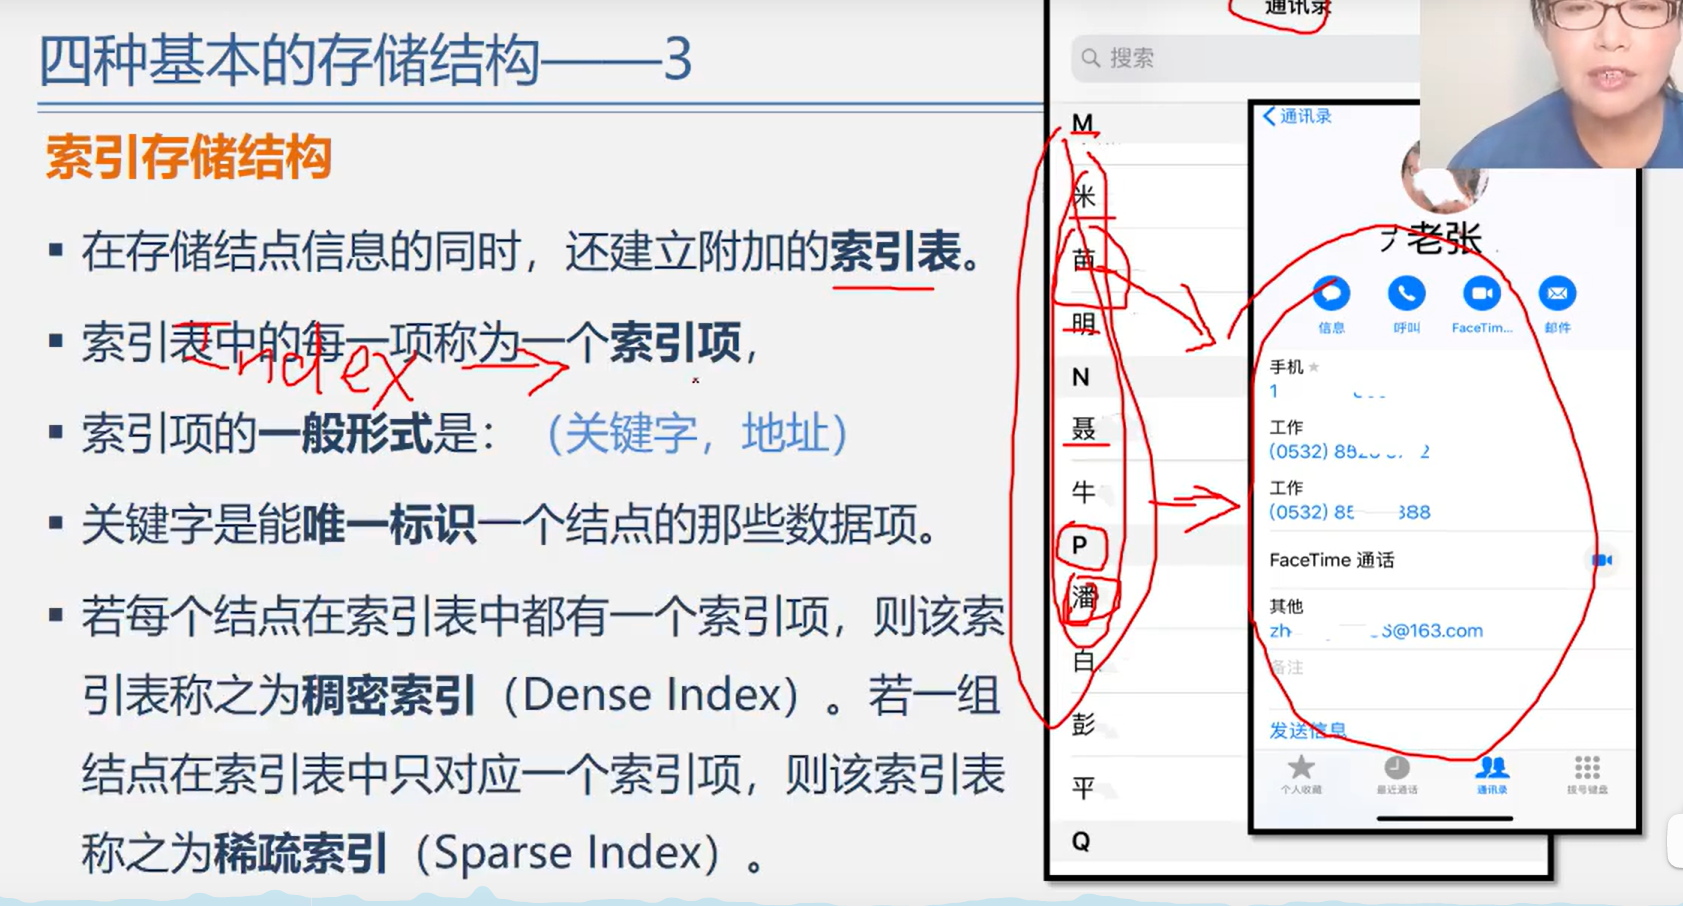 四种基本的存储结构——3
索引存储结构
▪ 在存储结点信息的同时，还建立附加的索引表。
▪ 索引表中的每一项称为一个索引项，
Index
▪ 索引项的一般形式是：（关键字，地址）
▪ 关键字是能唯一标识一个结点的那些数据项。
▪ 若每个结点在索引表中都有一个索引项，则该索
引表称之为稠密索引（Dense Index）。若一组
结点在索引表中只对应一个索引项，则该索引表
称之为稀疏索引（Sparse Index）。
通讯录
搜索
M
米
苗
明
N
聂
牛
P
潘
白
彭
平
Q
通讯录
老张
信息 呼叫 FaceTim... 邮件
手机
1
工作
(0532)
工作
(0532) 85 388
FaceTime 通话
其他
zh @163.com
备注
发送信息
个人收藏 最近通话 通讯录 拨号键盘